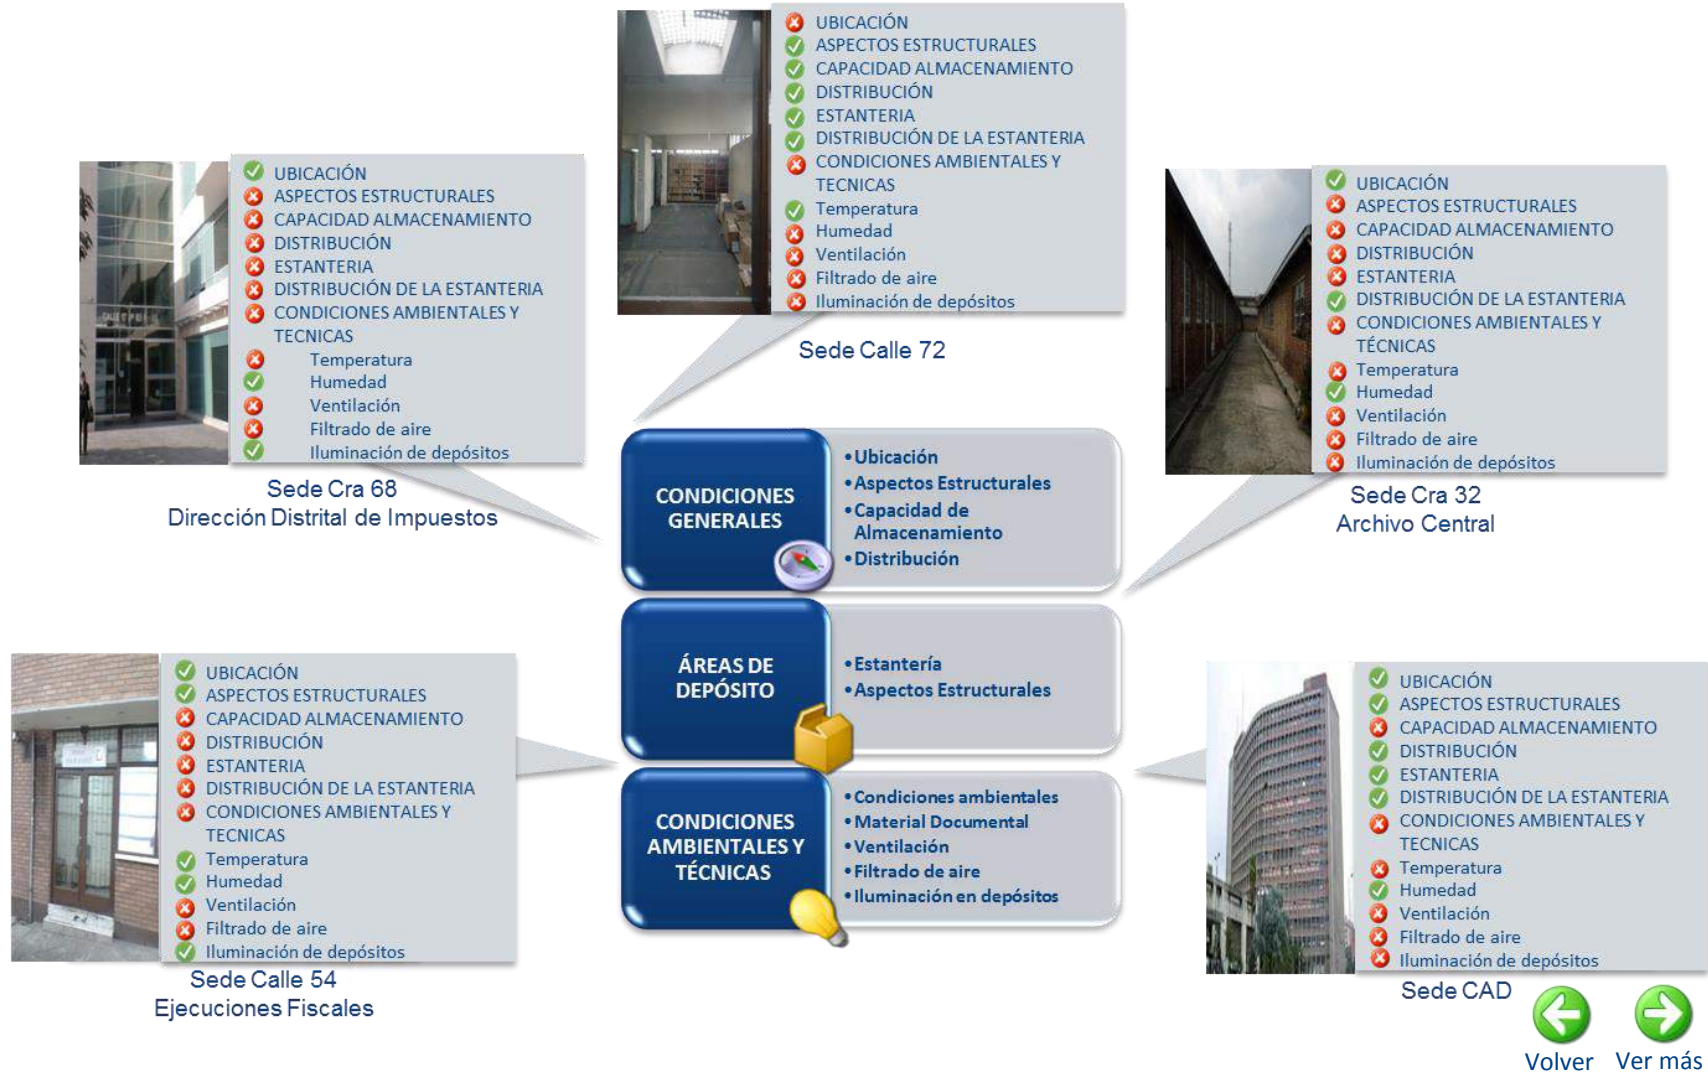 UBICACIÓN
ASPECTOS ESTRUCTURALES
CAPACIDAD ALMACENAMIENTO
DISTRIBUCIÓN
ESTANTERIA
DISTRIBUCIÓN DE LA ESTANTERIA
CONDICIONES AMBIENTALES Y
TECNICAS
Temperatura
Humedad
Ventilación
Filtrado de aire
Iluminación de depósitos
Sede Calle 72
UBICACIÓN
ASPECTOS ESTRUCTURALES
CAPACIDAD ALMACENAMIENTO
DISTRIBUCIÓN
ESTANTERIA
DISTRIBUCIÓN DE LA ESTANTERIA
CONDICIONES AMBIENTALES Y
TECNICAS
Temperatura
Humedad
Ventilación
Filtrado de aire
Iluminación de depósitos
Sede Cra 68
Dirección Distrital de Impuestos
UBICACIÓN
ASPECTOS ESTRUCTURALES
CAPACIDAD ALMACENAMIENTO
DISTRIBUCIÓN
ESTANTERIA
DISTRIBUCIÓN DE LA ESTANTERIA
CONDICIONES AMBIENTALES Y
TÉCNICAS
Temperatura
Humedad
Ventilación
Filtrado de aire
Iluminación de depósitos
Sede Cra 32
Archivo Central
CONDICIONES
GENERALES
•Ubicación
•Aspectos Estructurales
•Capacidad de
Almacenamiento
•Distribución
ÁREAS DE
DEPÓSITO
•Estantería
•Aspectos Estructurales
CONDICIONES
AMBIENTALES Y
TÉCNICAS
•Condiciones ambientales
•Material Documental
•Ventilación
•Filtrado de aire
•Iluminación en depósitos
UBICACIÓN
ASPECTOS ESTRUCTURALES
CAPACIDAD ALMACENAMIENTO
DISTRIBUCIÓN
ESTANTERIA
DISTRIBUCIÓN DE LA ESTANTERIA
CONDICIONES AMBIENTALES Y
TECNICAS
Temperatura
Humedad
Ventilación
Filtrado de aire
Iluminación de depósitos
Sede Calle 54
Ejecuciones Fiscales
UBICACIÓN
ASPECTOS ESTRUCTURALES
CAPACIDAD ALMACENAMIENTO
DISTRIBUCIÓN
ESTANTERIA
DISTRIBUCIÓN DE LA ESTANTERIA
CONDICIONES AMBIENTALES Y
TECNICAS
Temperatura
Humedad
Ventilación
Filtrado de aire
Iluminación de depósitos
Sede CAD
Volver
Ver más